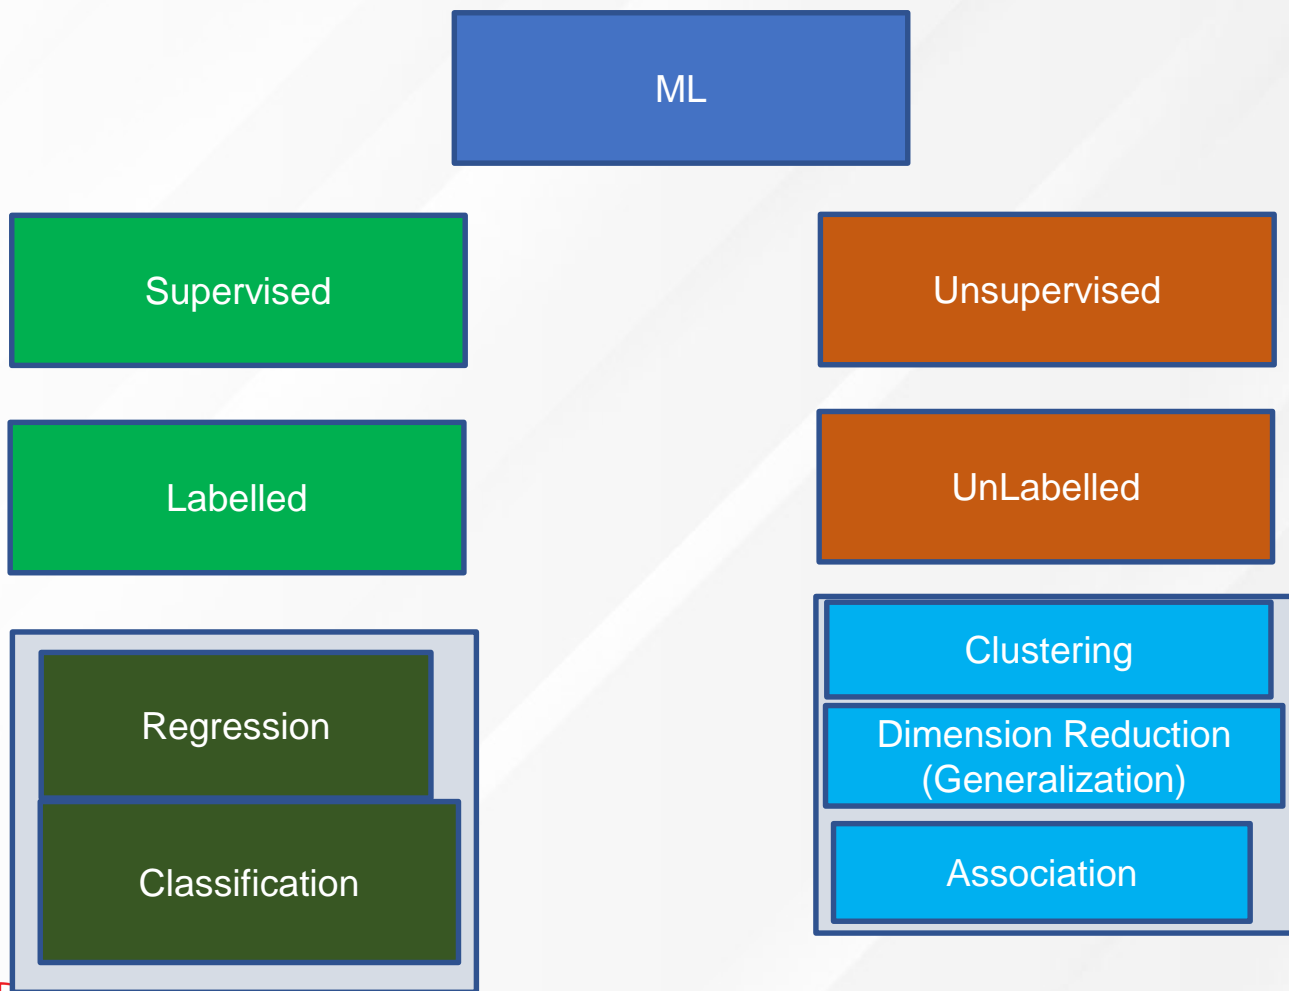 ML
Supervised
Unsupervised
Labelled
UnLabelled
Regression
Classification
Clustering
Dimension Reduction
(Generalization)
Association